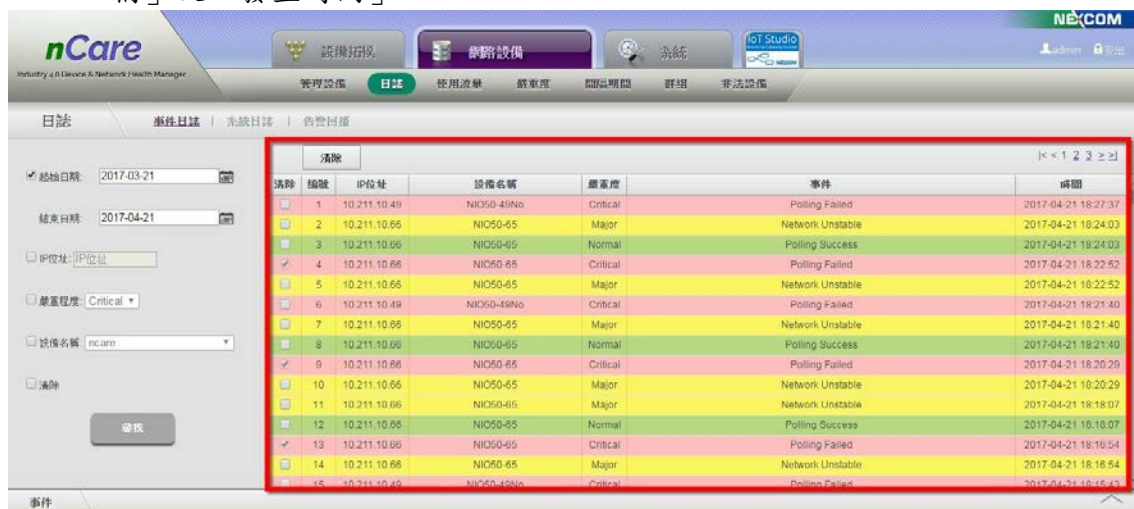 NEXCOM
nCare
Industry 4.0 Device & Network Health Manager
設備拓樸 網路設備 系統 IoT Studio
admin 登出
管理設備 日誌 使用流量 嚴重度 間隔期間 群組 非法設備
日誌 事件日誌 | 系統日誌 | 告警回播
起始日期: 2017-03-21
結束日期: 2017-04-21
IP位址: IP位址
嚴重程度: Critical
設備名稱: ncare
清除
尋找
清除 |< < 1 2 3 > >|
清除 編號 IP位址 設備名稱 嚴重度 事件 時間
1 10.211.10.49 NIO50-49No Critical Polling Failed 2017-04-21 18:27:37
2 10.211.10.66 NIO50-65 Major Network Unstable 2017-04-21 18:24:03
3 10.211.10.66 NIO50-65 Normal Polling Success 2017-04-21 18:24:03
4 10.211.10.66 NIO50-65 Critical Polling Failed 2017-04-21 18:22:52
5 10.211.10.66 NIO50-65 Major Network Unstable 2017-04-21 18:22:52
6 10.211.10.49 NIO50-49No Critical Polling Failed 2017-04-21 18:21:40
7 10.211.10.66 NIO50-65 Major Network Unstable 2017-04-21 18:21:40
8 10.211.10.66 NIO50-65 Normal Polling Success 2017-04-21 18:21:40
9 10.211.10.66 NIO50-65 Critical Polling Failed 2017-04-21 18:20:29
10 10.211.10.66 NIO50-65 Major Network Unstable 2017-04-21 18:20:29
11 10.211.10.66 NIO50-65 Major Network Unstable 2017-04-21 18:18:07
12 10.211.10.66 NIO50-65 Normal Polling Success 2017-04-21 18:18:07
13 10.211.10.66 NIO50-65 Critical Polling Failed 2017-04-21 18:16:54
14 10.211.10.66 NIO50-65 Major Network Unstable 2017-04-21 18:16:54
15 10.211.10.49 NIO50-49No Critical Polling Failed 2017-04-21 18:15:43
事件